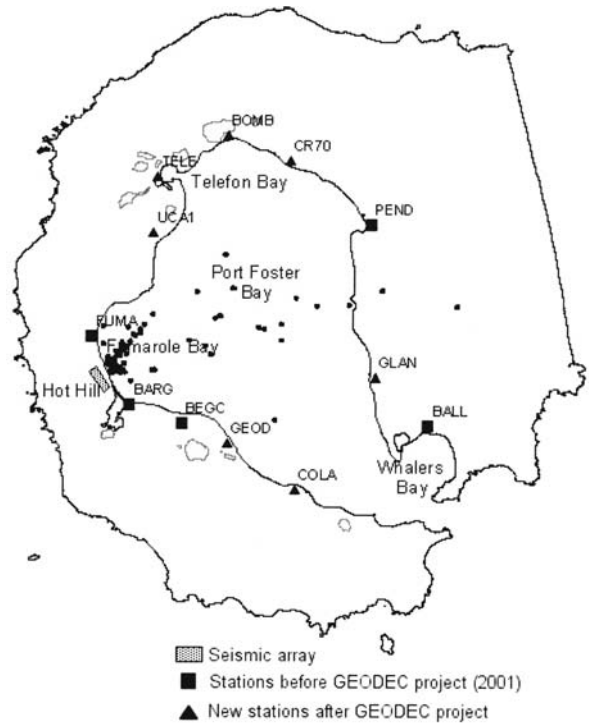 BOMB
CR70
TELE
Telefon Bay
UCA1
PEND
Port Foster
Bay
FUMA
Fumarole Bay
Hot Hill
BARG
GLAN
BEGC
BALL
GEOD
Whalers
Bay
COLA
Seismic array
Stations before GEODEC project (2001)
New stations after GEODEC project